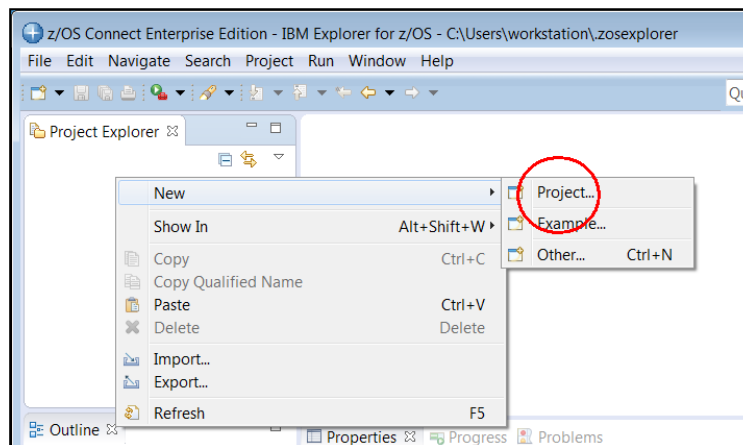 z/OS Connect Enterprise Edition - IBM Explorer for z/OS - C:\Users\workstation\.zosexplorer
File Edit Navigate Search Project Run Window Help
Project Explorer
New
Project...
Show In Alt+Shift+W
Example...
Copy Ctrl+C
Other... Ctrl+N
Copy Qualified Name
Paste Ctrl+V
Delete Delete
Import...
Export...
Refresh F5
Outline
Properties Progress Problems